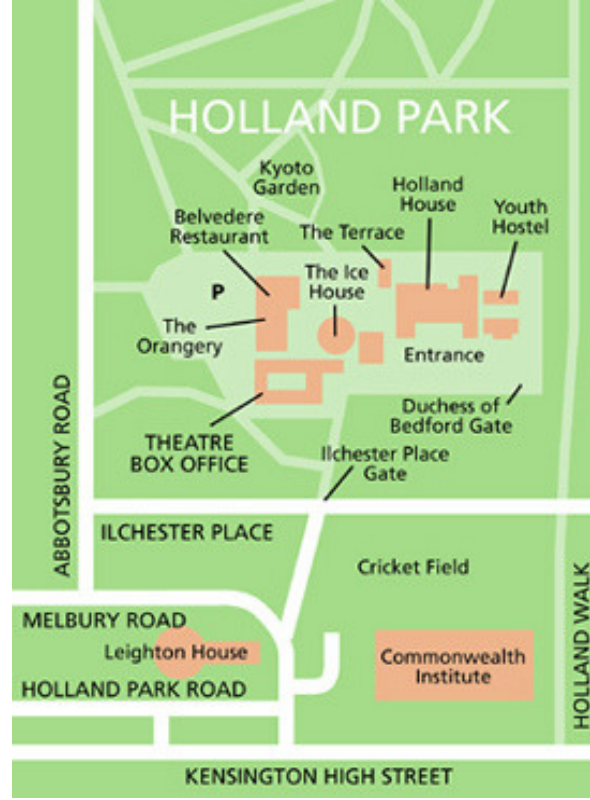 HOLLAND PARK
Kyoto
Garden
Holland
House
Youth
Hostel
Belvedere
Restaurant
The Terrace
The Ice
House
P
The
Orangery
Entrance
Duchess of
Bedford Gate
THEATRE
BOX OFFICE
Ilchester Place
Gate
ABBOTSBURY ROAD
ILCHESTER PLACE
Cricket Field
HOLLAND WALK
MELBURY ROAD
Leighton House
Commonwealth
Institute
HOLLAND PARK ROAD
KENSINGTON HIGH STREET